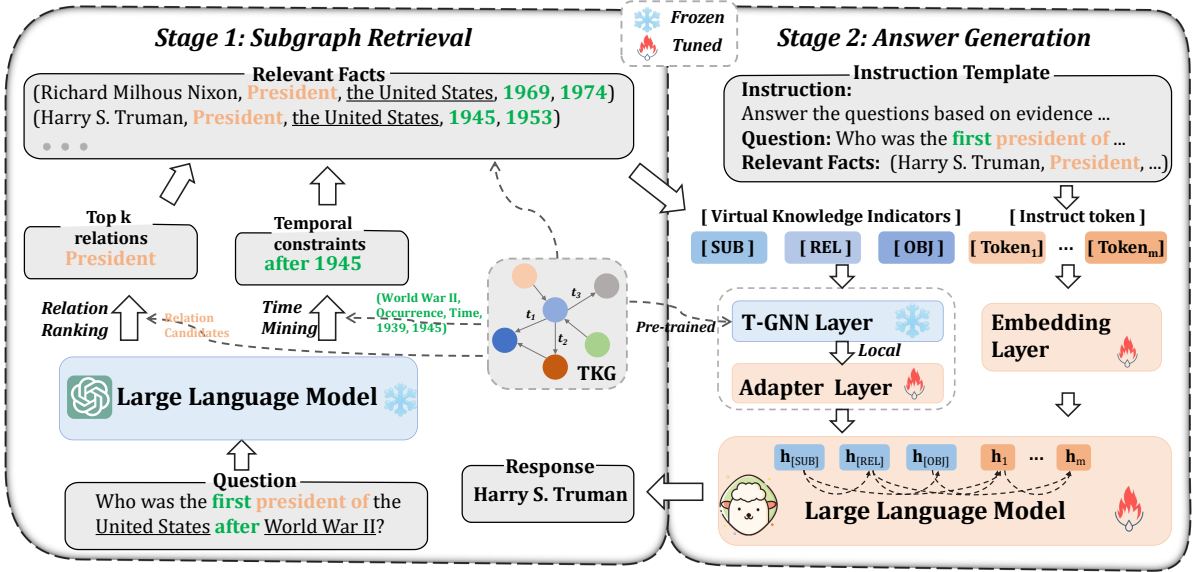 Frozen
Tuned
Stage 1: Subgraph Retrieval
Relevant Facts
(Richard Milhous Nixon, President, the United States, 1969, 1974)
(Harry S. Truman, President, the United States, 1945, 1953)
Top k
relations
President
Temporal
constraints
after 1945
Relation
Ranking
Relation
Candidates
Time
Mining
(World War II,
Occurrence, Time,
1939, 1945)
t1
t2
t3
TKG
Large Language Model
Question
Who was the first president of the
United States after World War II?
Response
Harry S. Truman
Stage 2: Answer Generation
Instruction Template
Instruction:
Answer the questions based on evidence ...
Question: Who was the first president of ...
Relevant Facts: (Harry S. Truman, President, ...)
[ Virtual Knowledge Indicators ]
[ Instruct token ]
[ SUB ] [ REL ] [ OBJ ] [ Token1] ... [ Tokenm]
Pre-trained
T-GNN Layer
Local
Adapter Layer
Embedding
Layer
h[SUB] h[REL] h[OBJ] h1 ... hm
Large Language Model